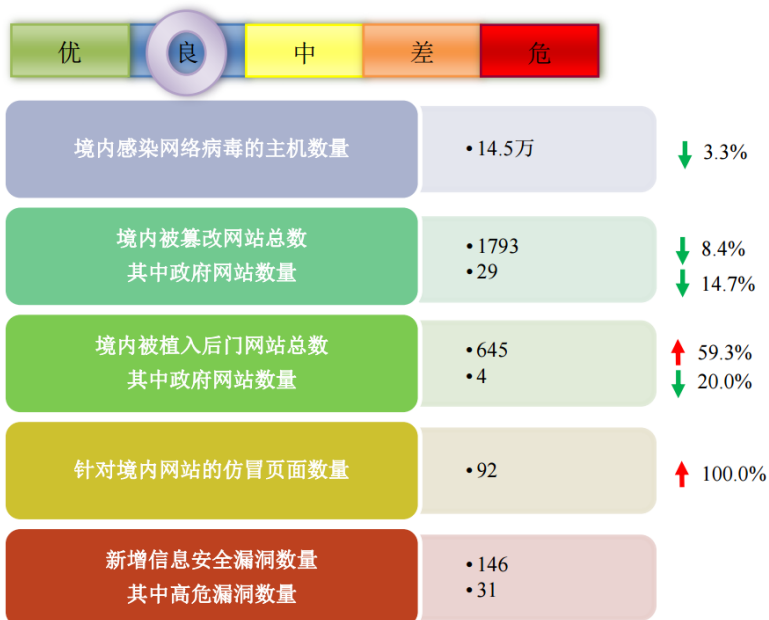 优 良 中 差 危
境内感染网络病毒的主机数量 •14.5万 3.3%
境内被篡改网站总数 •1793 8.4%
其中政府网站数量 •29 14.7%
境内被植入后门网站总数 •645 59.3%
其中政府网站数量 •4 20.0%
针对境内网站的仿冒页面数量 •92 100.0%
新增信息安全漏洞数量 •146
其中高危漏洞数量 •31